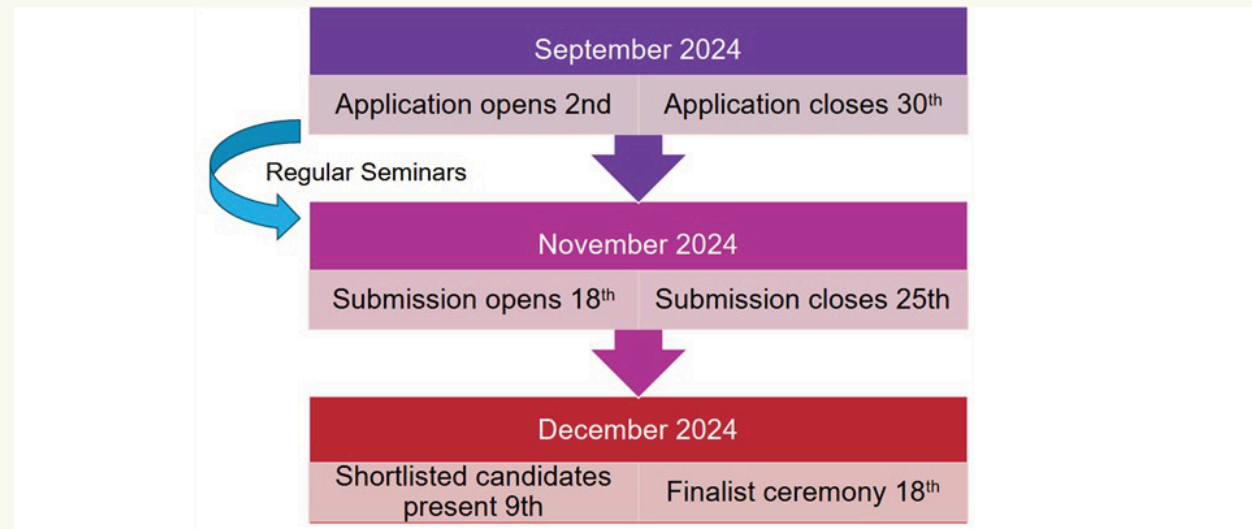 September 2024
Application opens 2nd
Application closes 30th
Regular Seminars
November 2024
Submission opens 18th
Submission closes 25th
December 2024
Shortlisted candidates
present 9th
Finalist ceremony 18th